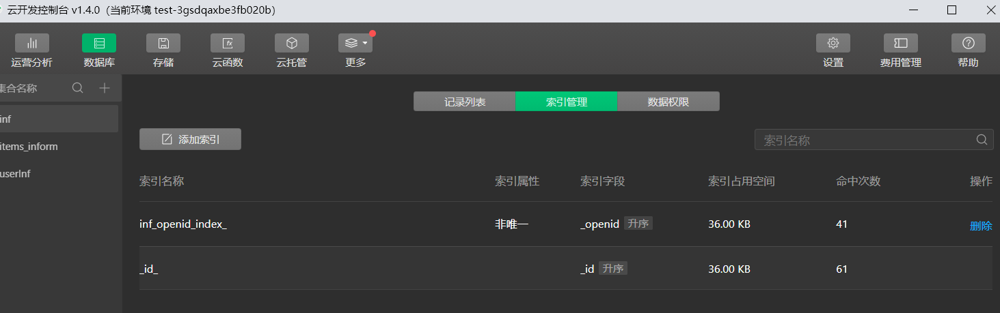 云开发控制台 v1.4.0（当前环境 test-3gsdqaxbe3fb020b）
运营分析 数据库 存储 云函数 云托管 更多 设置 费用管理 帮助
集合名称
记录列表 索引管理 数据权限
inf
添加索引 索引名称
items_inform
userInf
索引名称 索引属性 索引字段 索引占用空间 命中次数 操作
inf_openid_index_ 非唯一 _openid 升序 36.00 KB 41 删除
_id_ _id 升序 36.00 KB 61